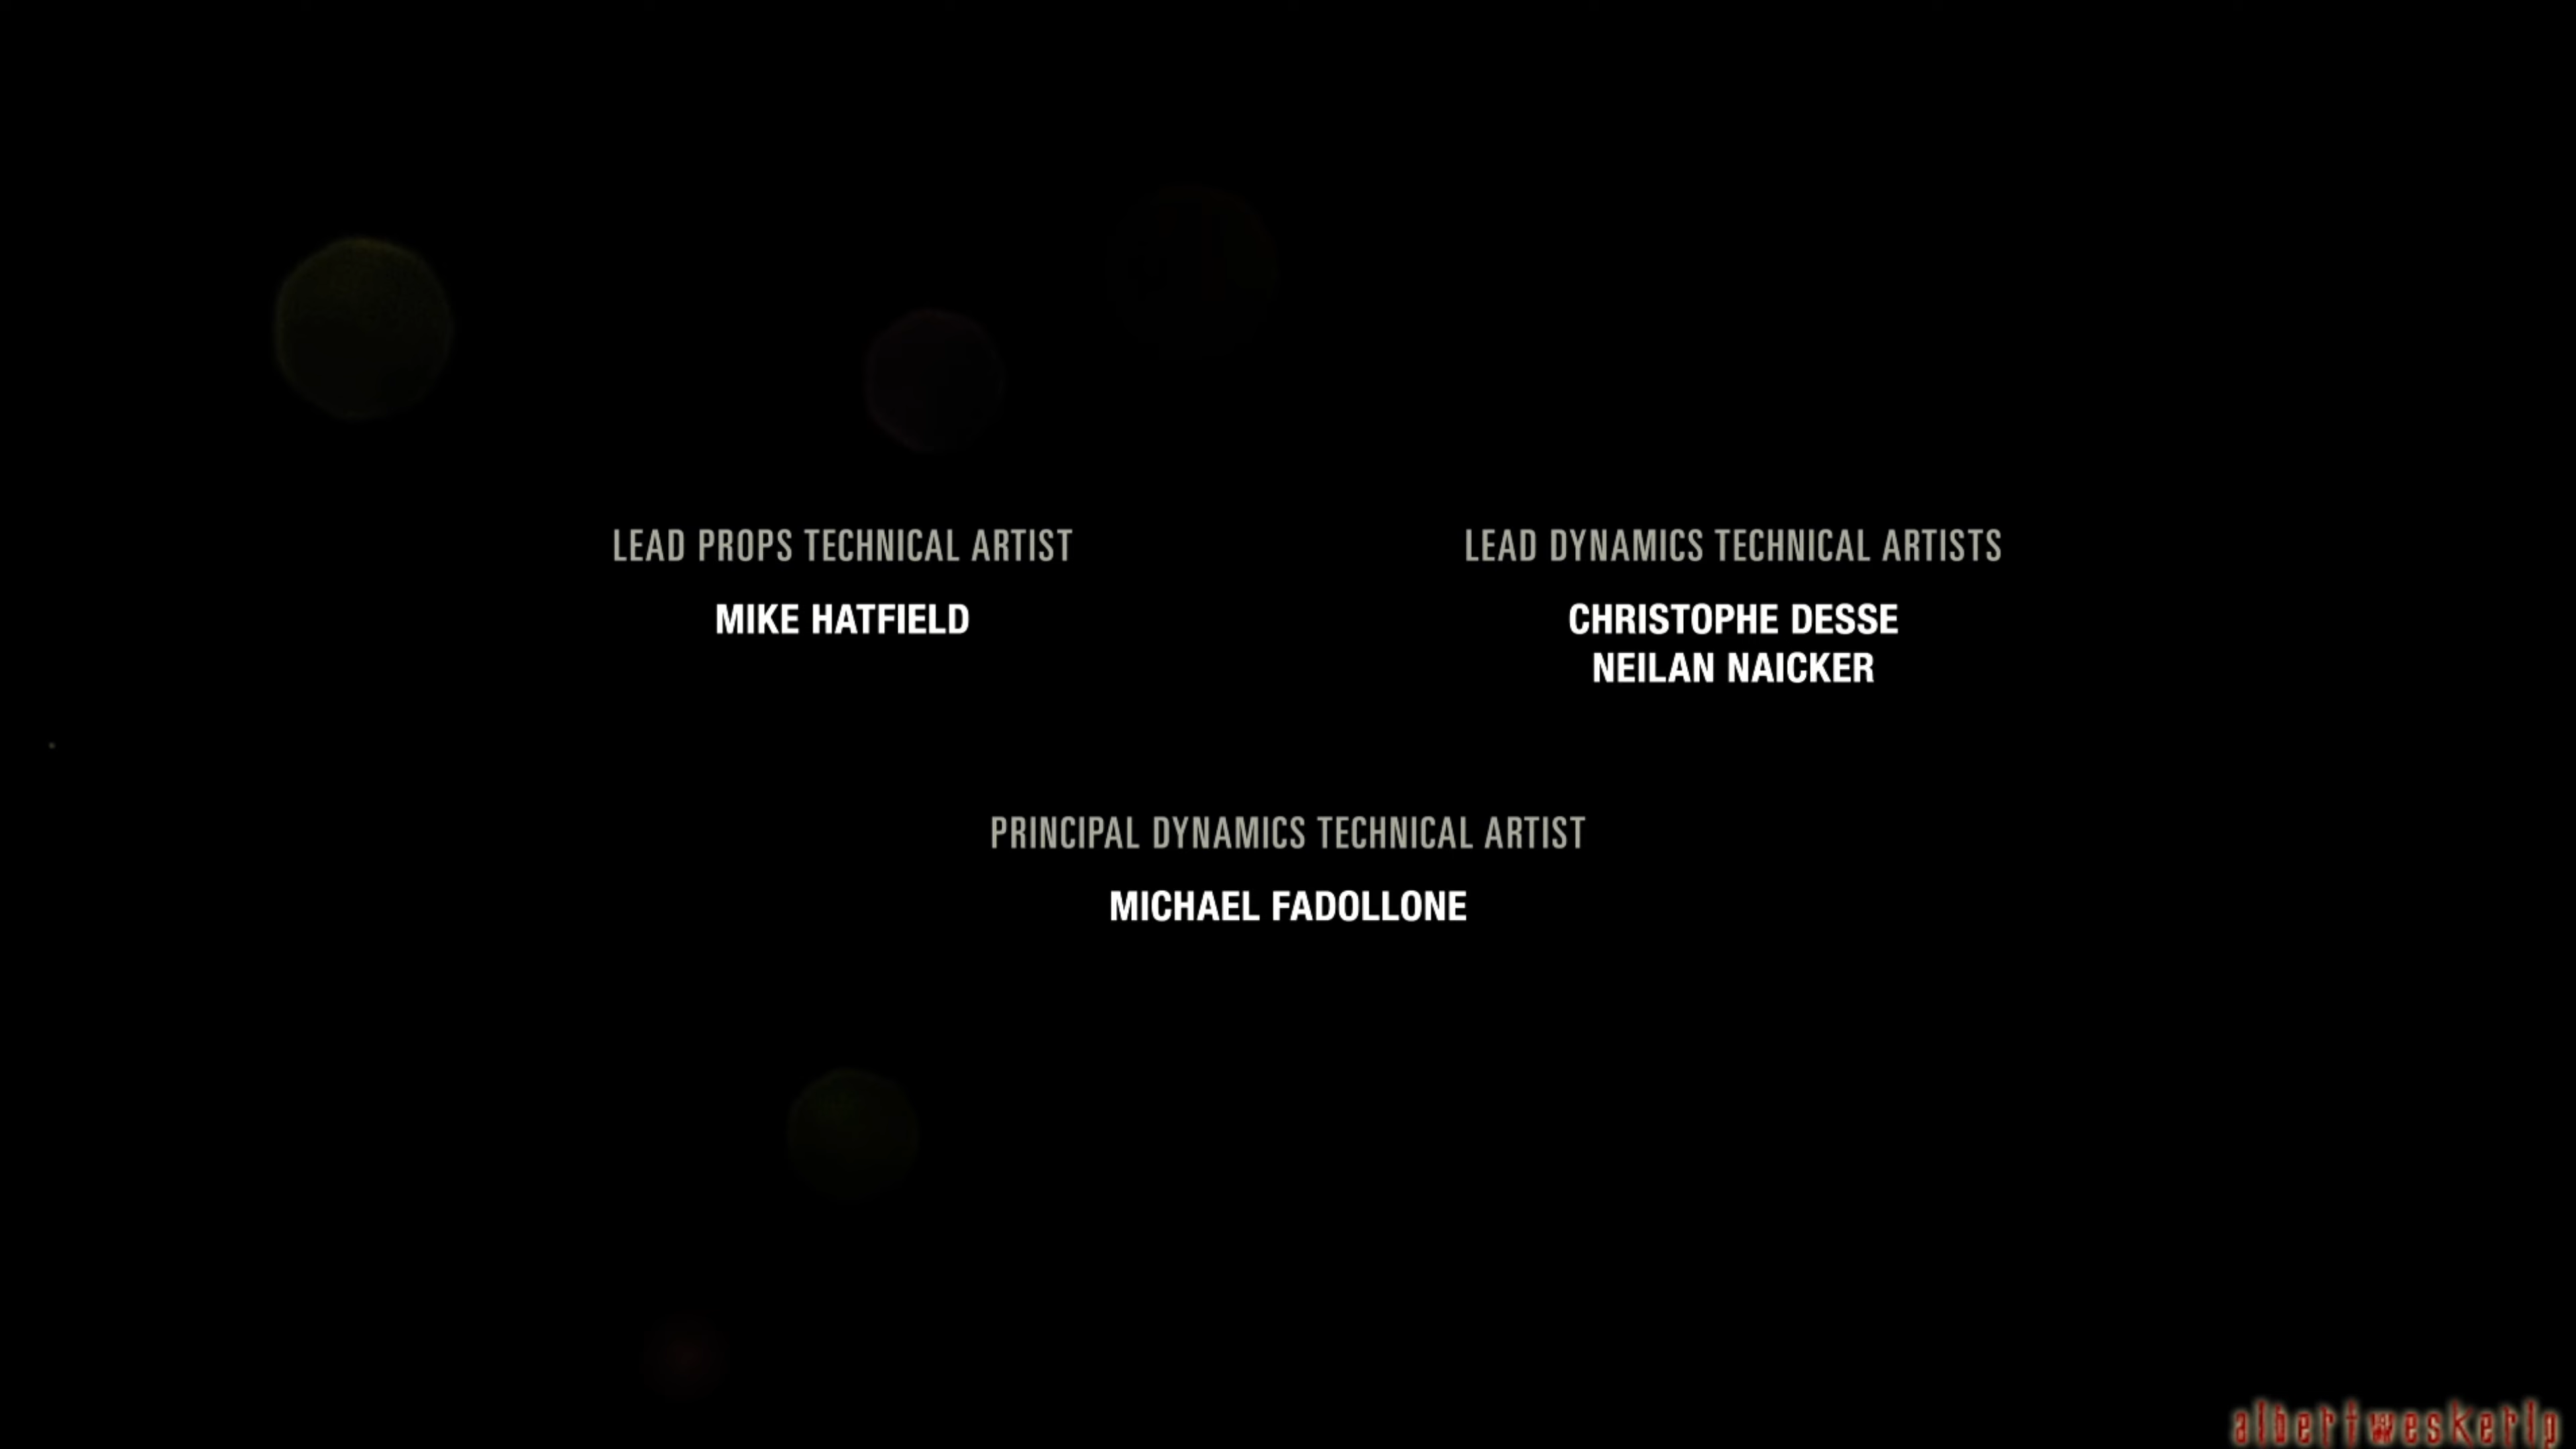 LEAD PROPS TECHNICAL ARTIST
MIKE HATFIELD
LEAD DYNAMICS TECHNICAL ARTISTS
CHRISTOPHE DESSE
NEILAN NAICKER
PRINCIPAL DYNAMICS TECHNICAL ARTIST
MICHAEL FADOLLONE
albertweskerlp